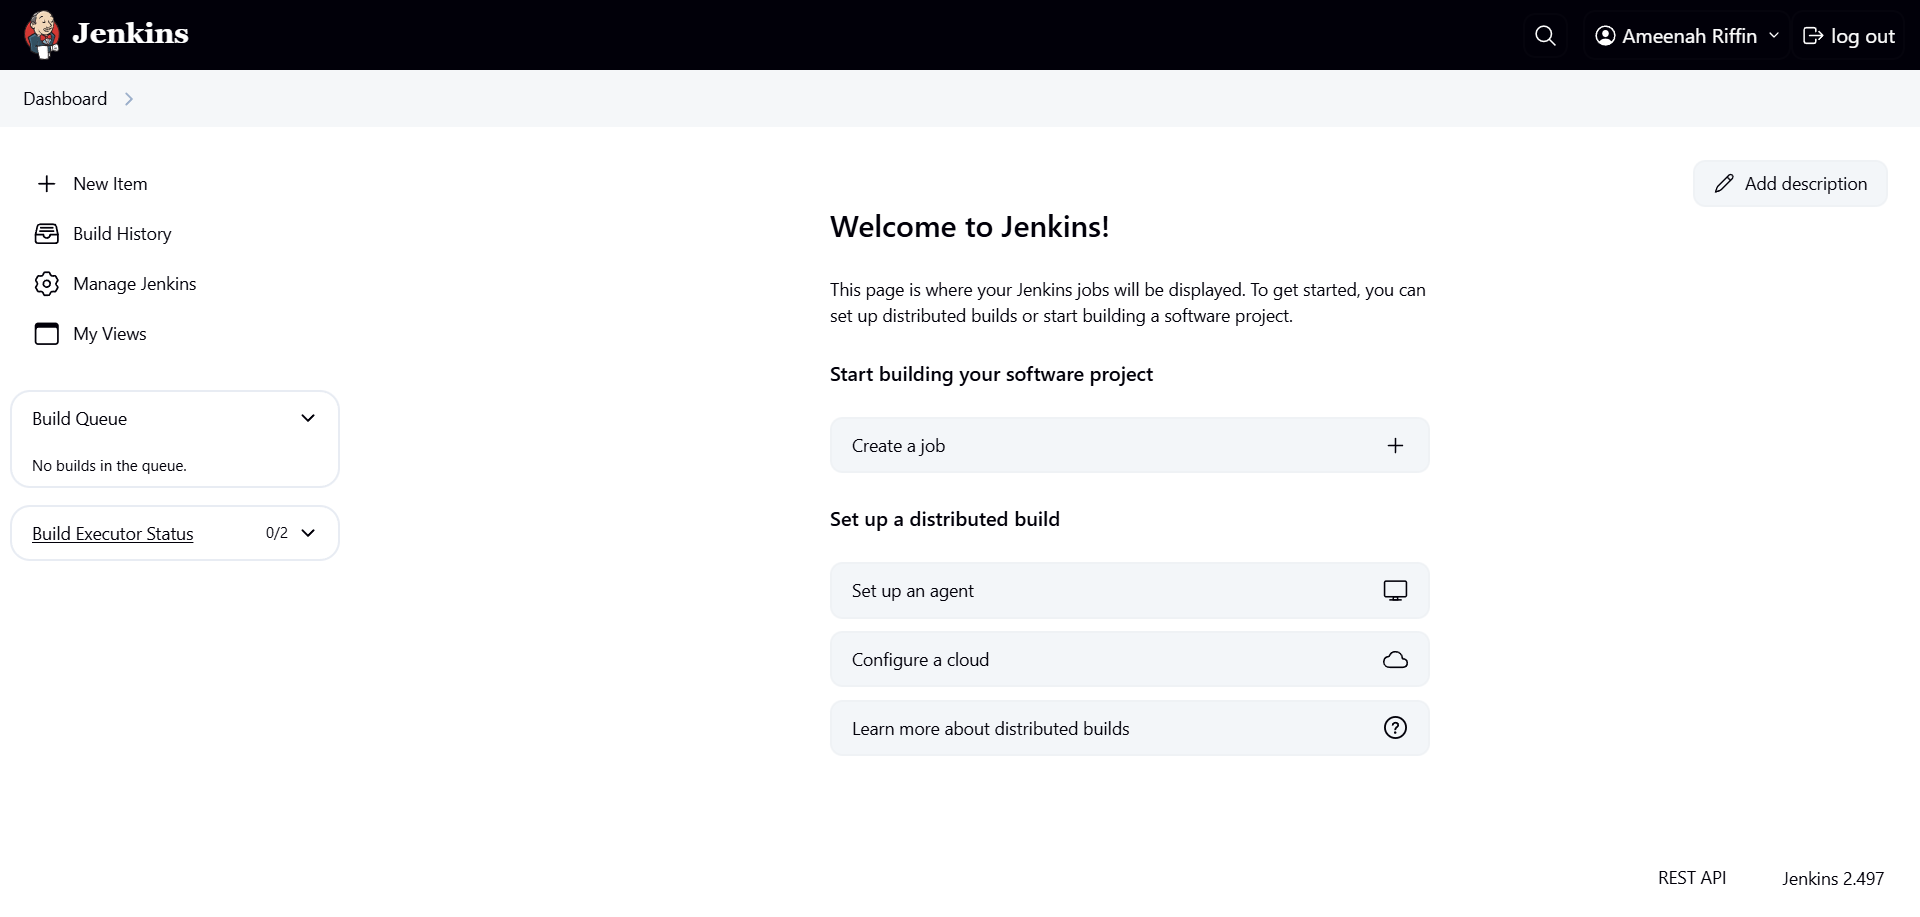 Jenkins
Ameenah Riffin
log out
Dashboard
New Item
Build History
Manage Jenkins
My Views
Build Queue
No builds in the queue.
Build Executor Status 0/2
Add description
Welcome to Jenkins!
This page is where your Jenkins jobs will be displayed. To get started, you can
set up distributed builds or start building a software project.
Start building your software project
Create a job
Set up a distributed build
Set up an agent
Configure a cloud
Learn more about distributed builds
REST API
Jenkins 2.497